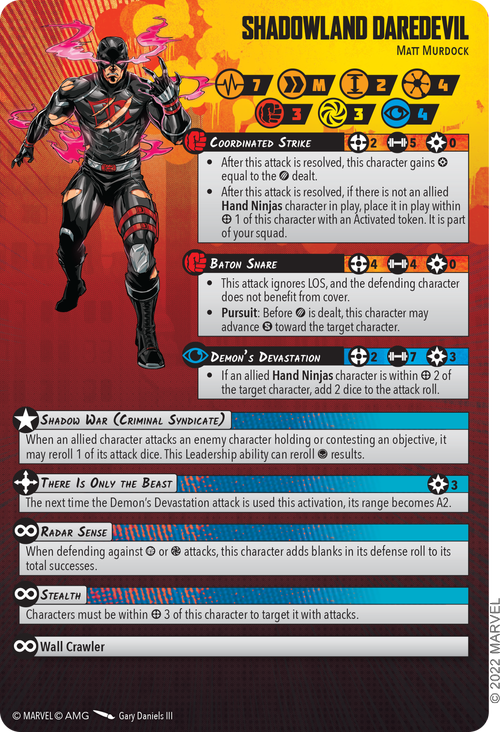 SHADOWLAND DAREDEVIL
MATT MURDOCK
7 M 2 4
3 3 4
COORDINATED STRIKE 2 5 0
• After this attack is resolved, this character gains
equal to the dealt.
• After this attack is resolved, if there is not an allied
Hand Ninjas character in play, place it in play within
1 of this character with an Activated token. It is part
of your squad.
BATON SNARE 4 4 0
• This attack ignores LOS, and the defending character
does not benefit from cover.
• Pursuit: Before is dealt, this character may
advance S toward the target character.
DEMON'S DEVASTATION 2 7 3
• If an allied Hand Ninjas character is within 2 of
the target character, add 2 dice to the attack roll.
SHADOW WAR (CRIMINAL SYNDICATE)
When an allied character attacks an enemy character holding or contesting an objective, it
may reroll 1 of its attack dice. This Leadership ability can reroll results.
THERE IS ONLY THE BEAST 3
The next time the Demon's Devastation attack is used this activation, its range becomes A2.
RADAR SENSE
When defending against or attacks, this character adds blanks in its defense roll to its
total successes.
STEALTH
Characters must be within 3 of this character to target it with attacks.
Wall Crawler
© MARVEL © AMG Gary Daniels III
© 2022 MARVEL